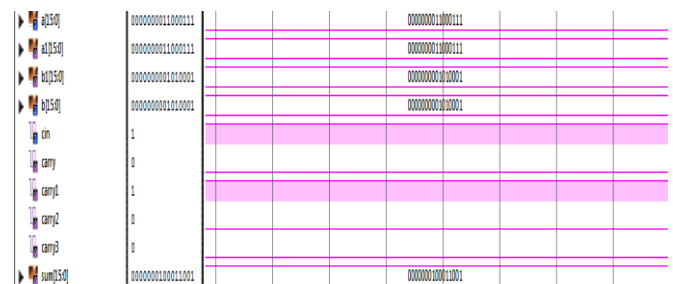 a[15:0] 0000000011000111 0000000011000111
a1[15:0] 0000000011000111 0000000011000111
b1[15:0] 0000000001010001 0000000001010001
b[15:0] 0000000001010001 0000000001010001
cin 1
carry 0
carry1 1
carry2 0
carry3 0
sum[15:0] 0000000100011001 0000000100011001